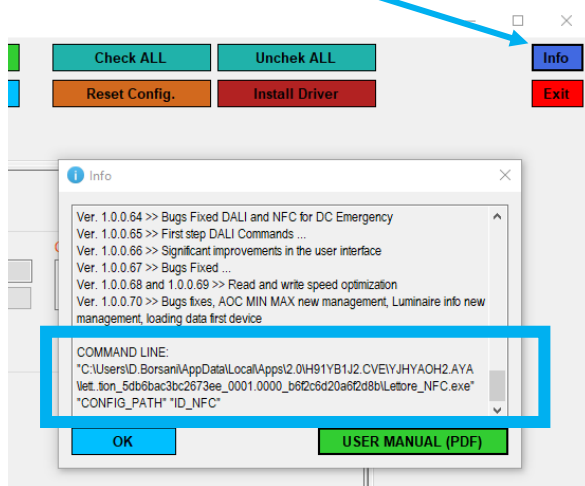 Check ALL
Unchek ALL
Info
Reset Config.
Install Driver
Exit
Info
Ver. 1.0.0.64 >> Bugs Fixed DALI and NFC for DC Emergency
Ver. 1.0.0.65 >> First step DALI Commands ...
Ver. 1.0.0.66 >> Significant improvements in the user interface
Ver. 1.0.0.67 >> Bugs Fixed ...
Ver. 1.0.0.68 and 1.0.0.69 >> Read and write speed optimization
Ver. 1.0.0.70 >> Bugs fixes, AOC MIN MAX new management, Luminaire info new
management, loading data first device
COMMAND LINE:
"C:\Users\D.Borsani\AppData\Local\Apps\2.0\H91YB1J2.CVE\YJHYAOH2.AYA
\lett..tion_5db6bac3bc2673ee_0001.0000_b6f2c6d20a6f2d8b\Lettore_NFC.exe"
"CONFIG_PATH" "ID_NFC"
OK
USER MANUAL (PDF)